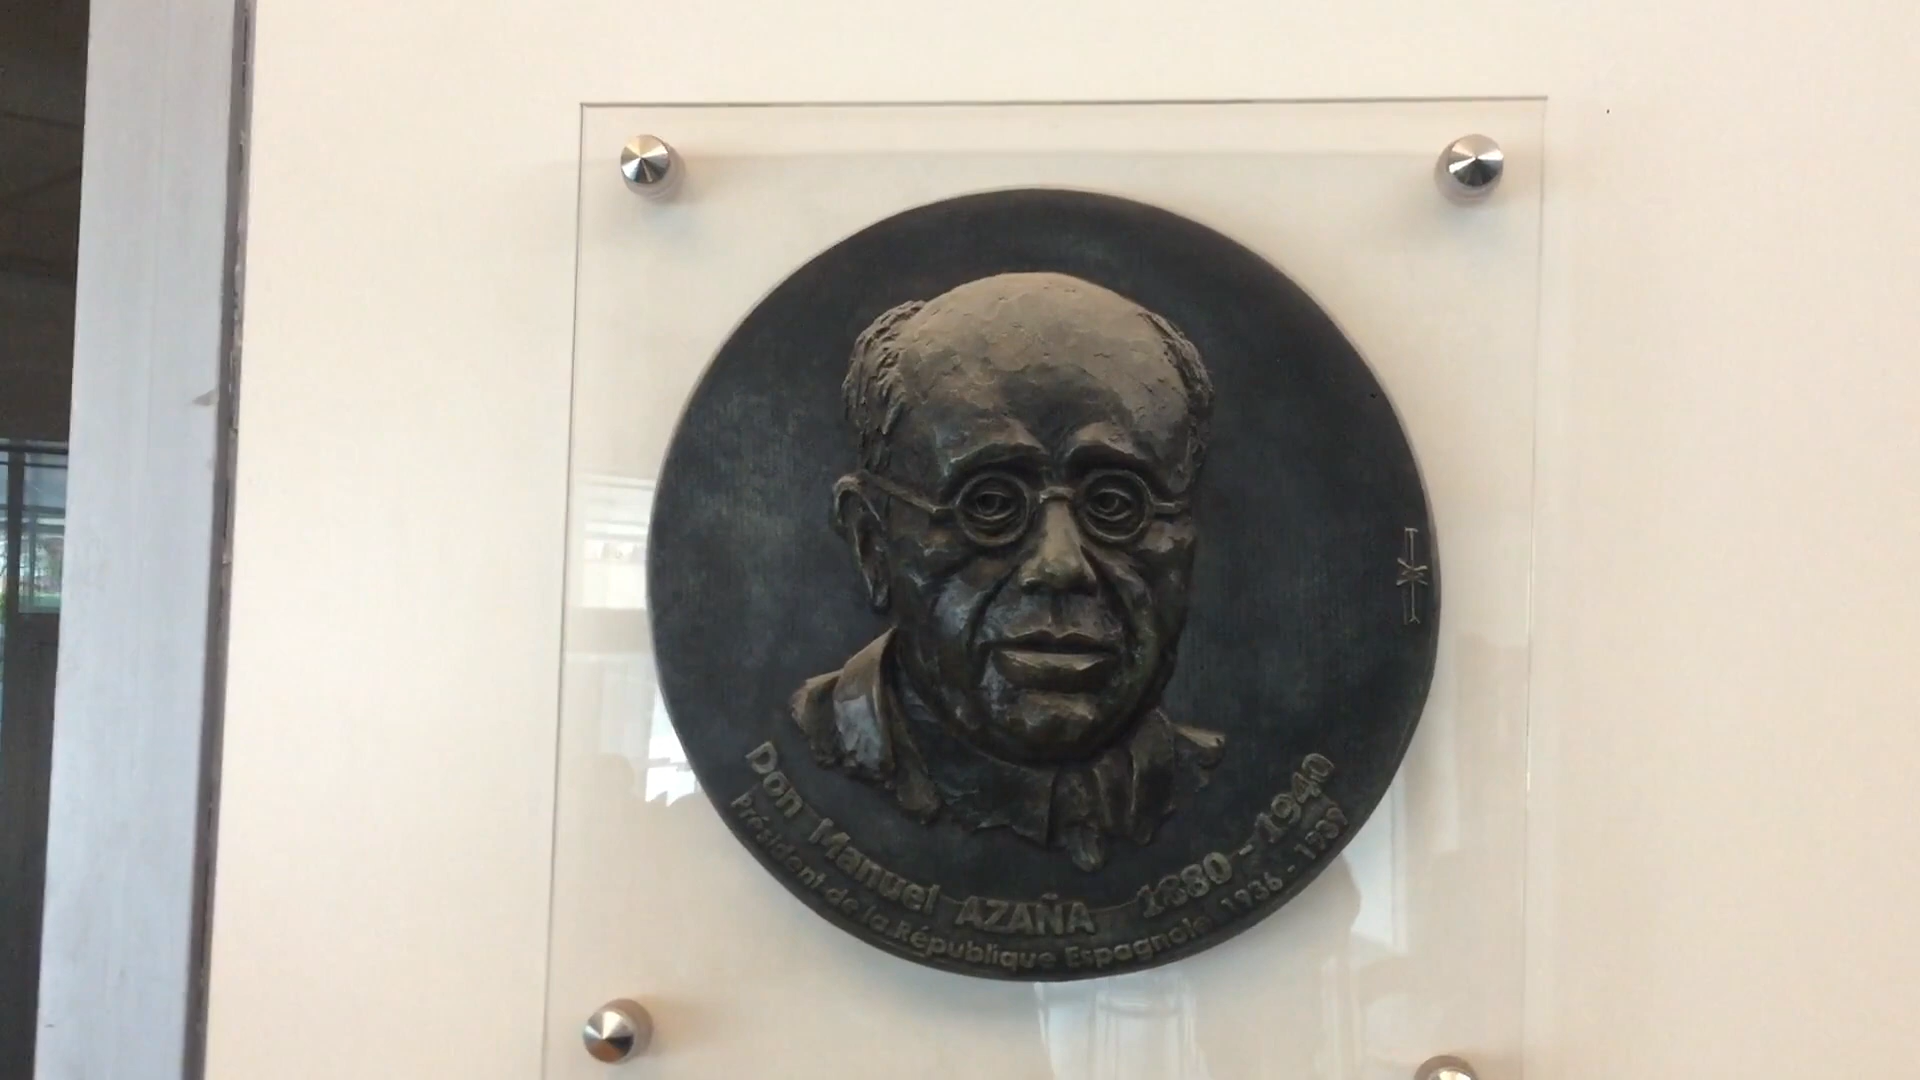 Don Manuel AZAÑA 1880 - 1940
Président de la République Espagnole 1936 - 1939